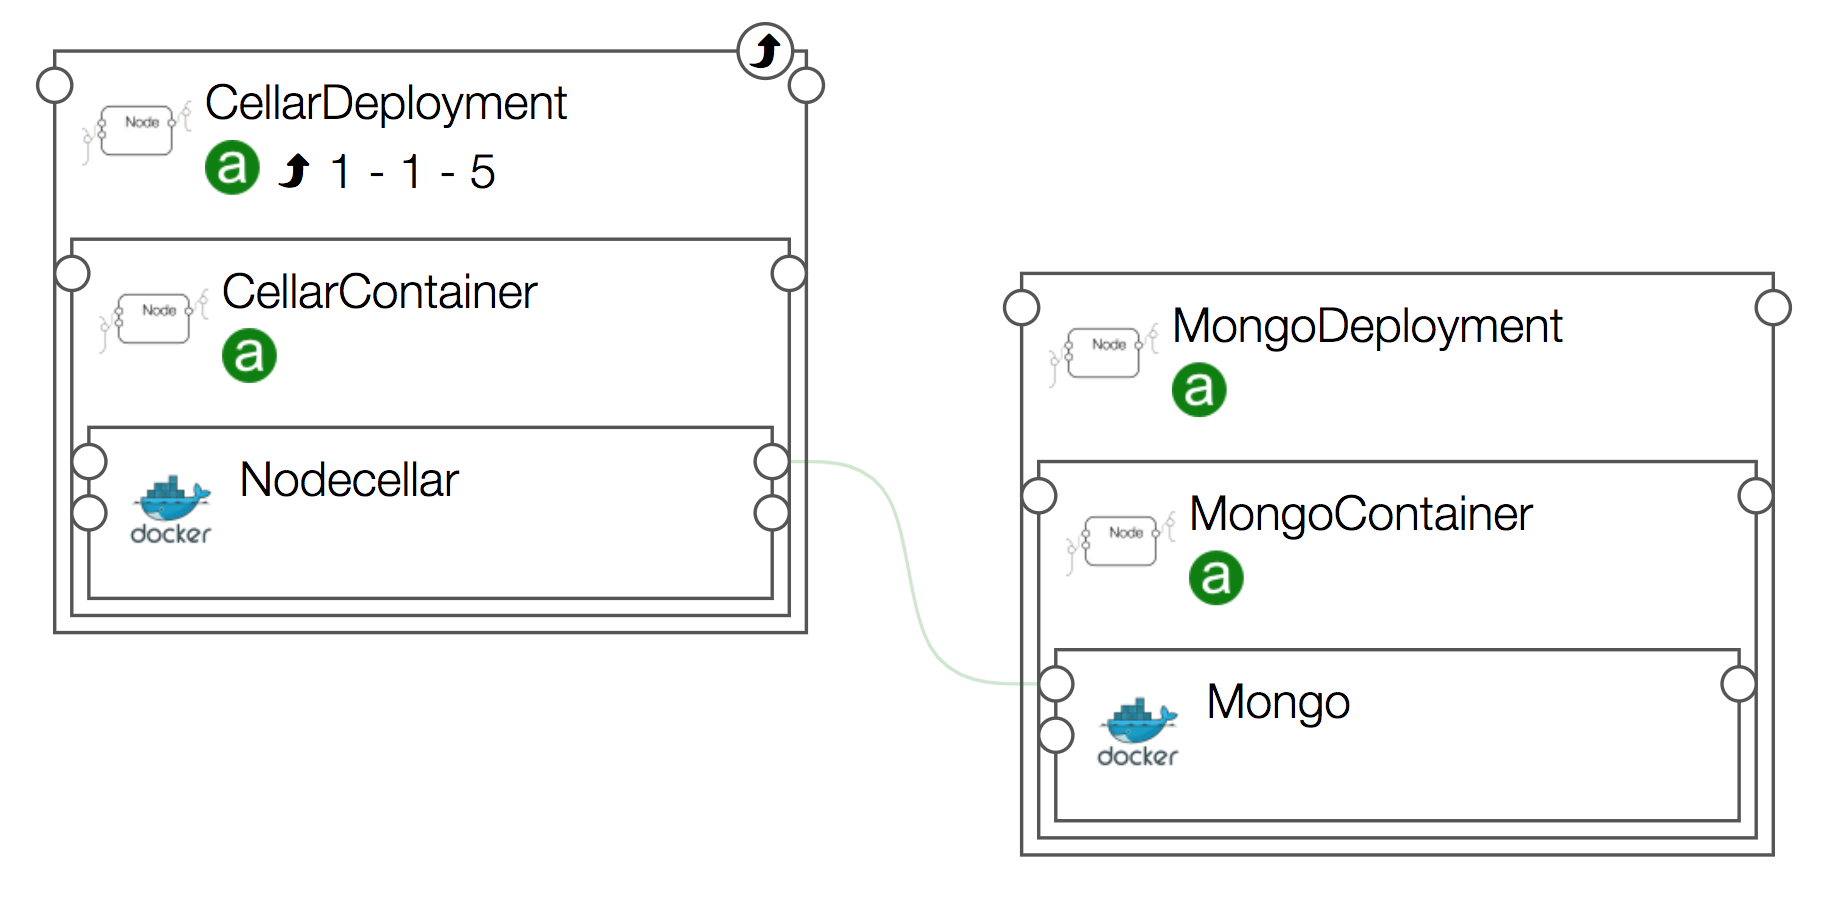 CellarDeployment
Node
a 1 - 1 - 5
CellarContainer
Node
a
Nodecellar
docker
MongoDeployment
Node
a
MongoContainer
Node
a
Mongo
docker